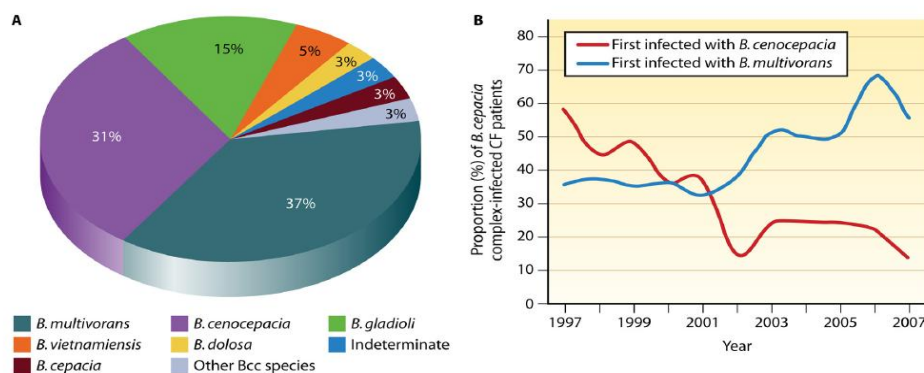 A
15%
5%
3%
3%
3%
3%
31%
37%
B. multivorans
B. cenocepacia
B. gladioli
B. vietnamiensis
B. dolosa
Indeterminate
B. cepacia
Other Bcc species
B
First infected with B. cenocepacia
First infected with B. multivorans
Proportion (%) of B. cepacia
complex-infected CF patients
80
70
60
50
40
30
20
10
0
1997
1999
2001
2003
2005
2007
Year